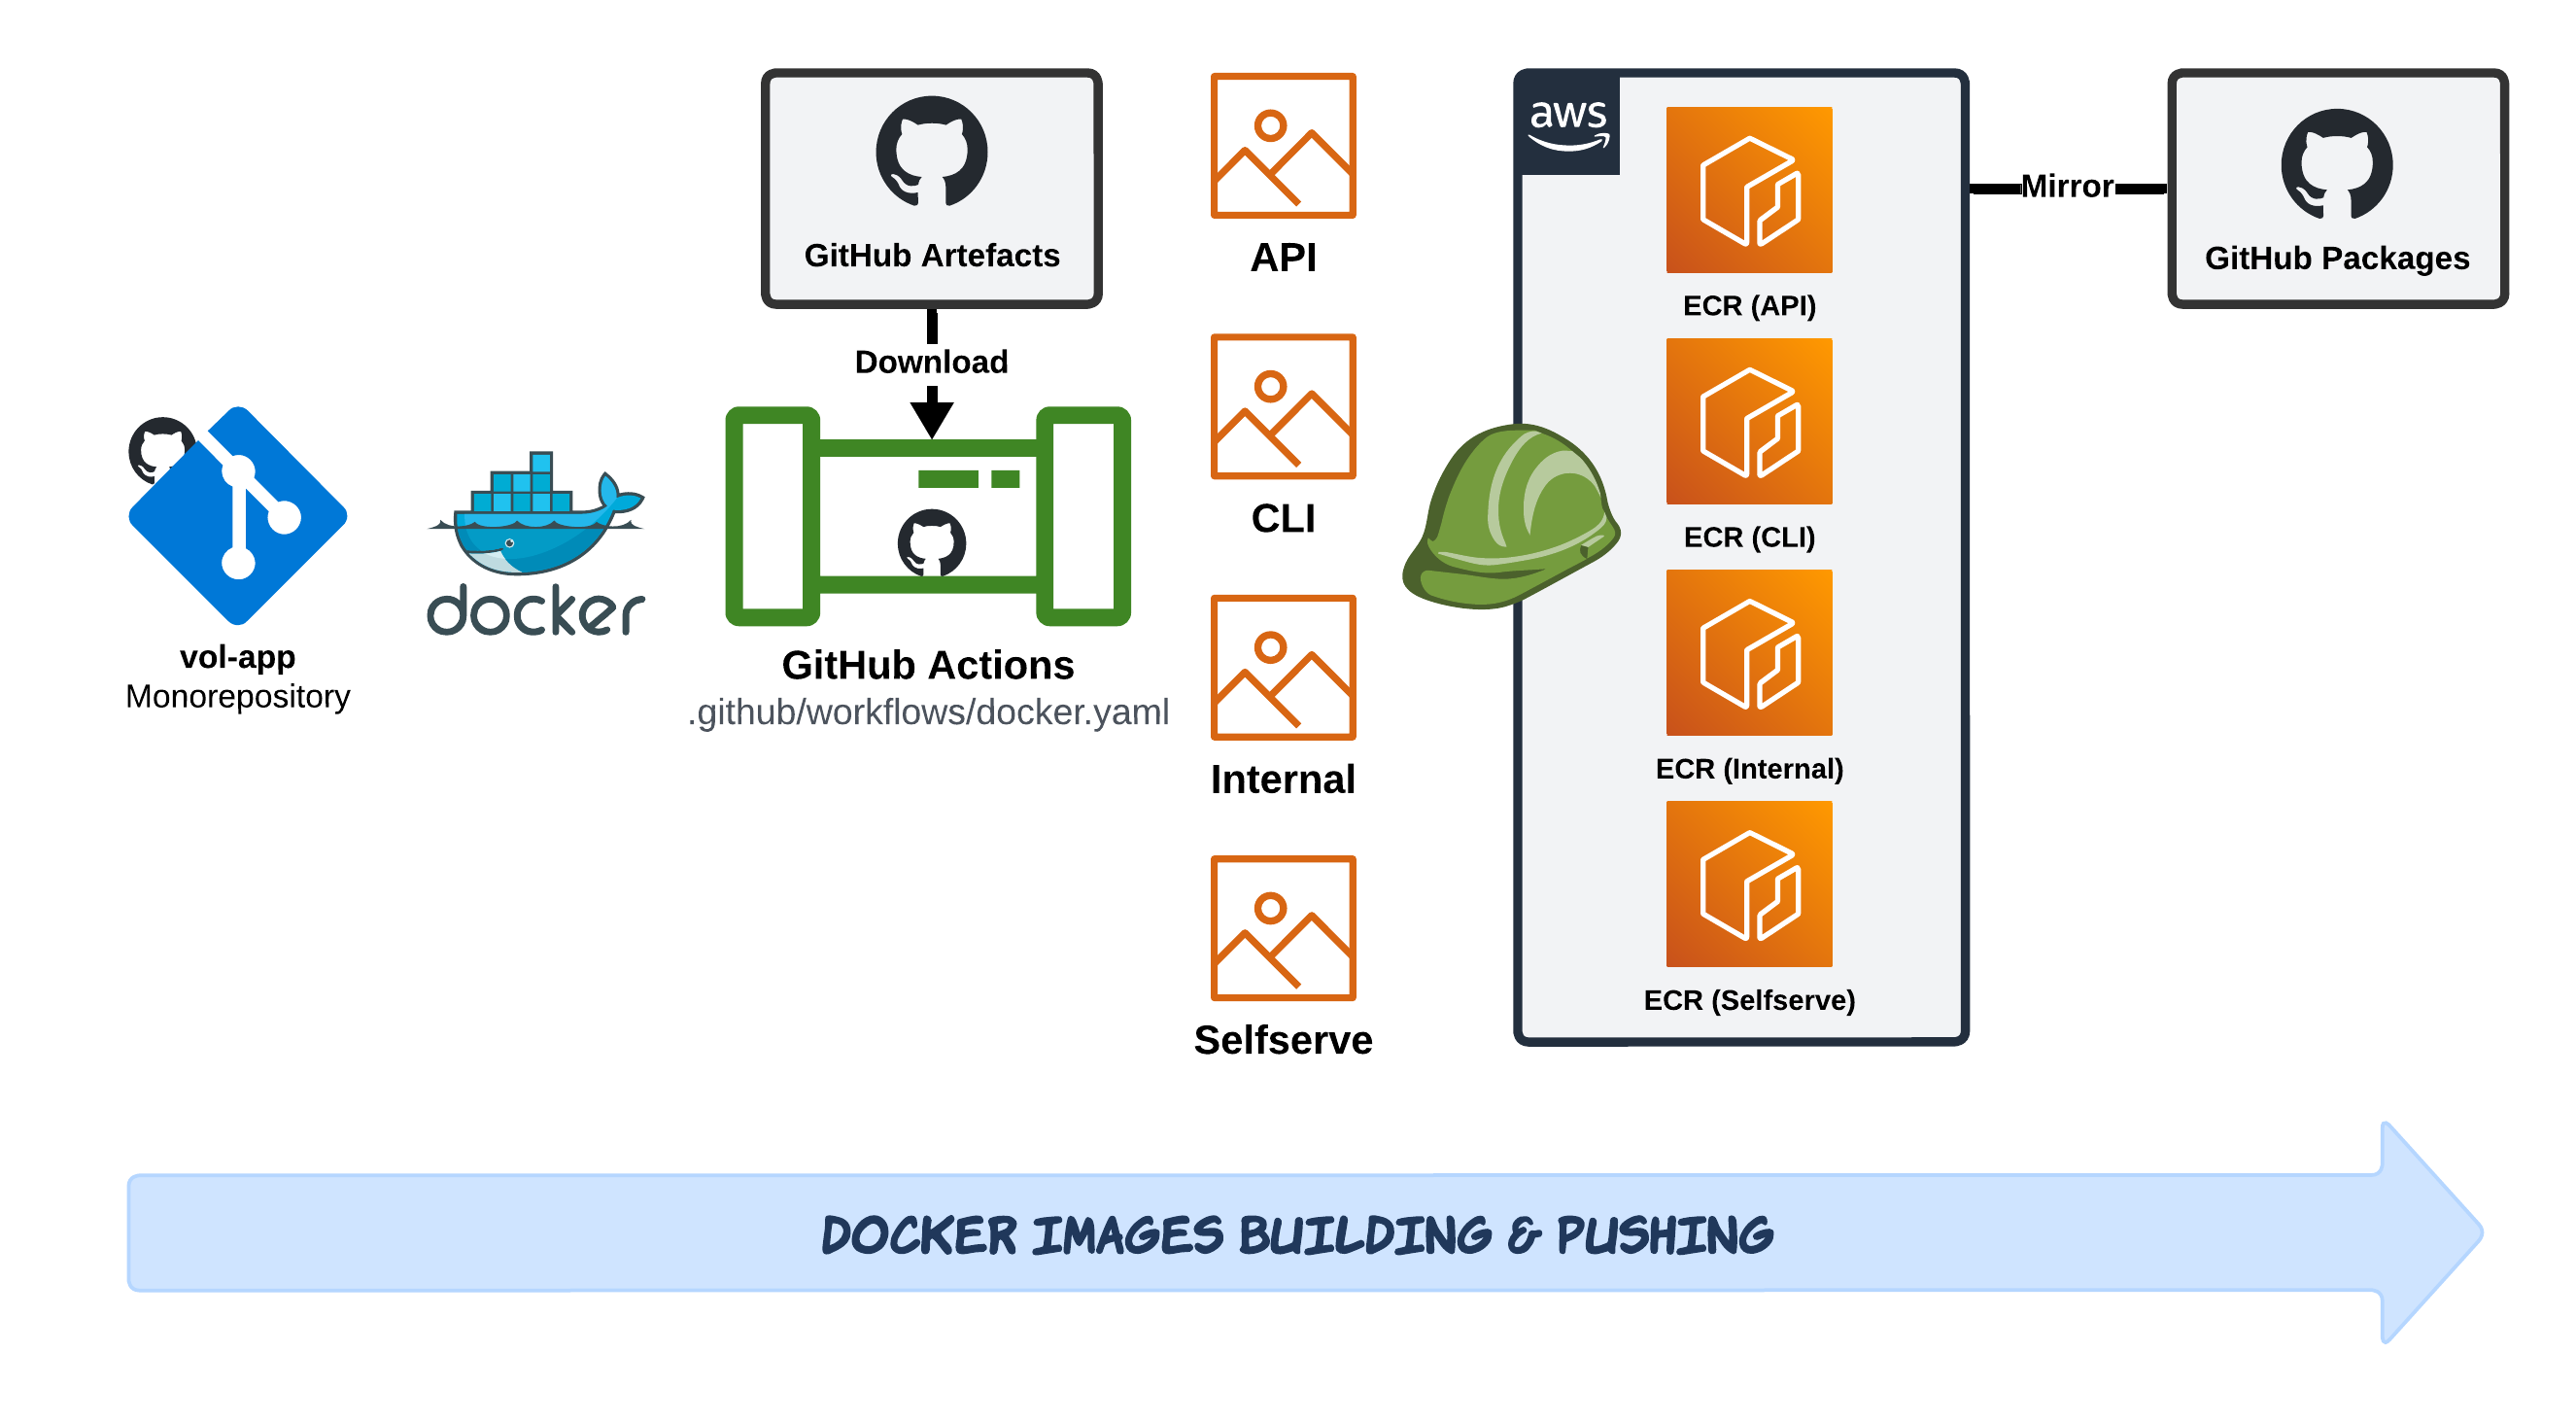 GitHub Artefacts
Download
vol-app
Monorepository
docker
GitHub Actions
.github/workflows/docker.yaml
API
CLI
Internal
Selfserve
aws
ECR (API)
ECR (CLI)
ECR (Internal)
ECR (Selfserve)
Mirror
GitHub Packages
DOCKER IMAGES BUILDING & PUSHING